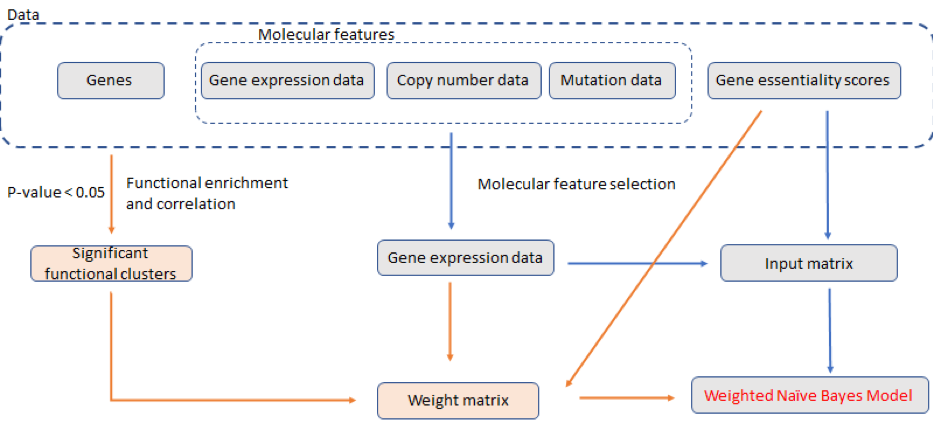 Data
Molecular features
Genes
Gene expression data
Copy number data
Mutation data
Gene essentiality scores
P-value < 0.05
Functional enrichment
and correlation
Molecular feature selection
Significant
functional clusters
Gene expression data
Input matrix
Weight matrix
Weighted Naïve Bayes Model